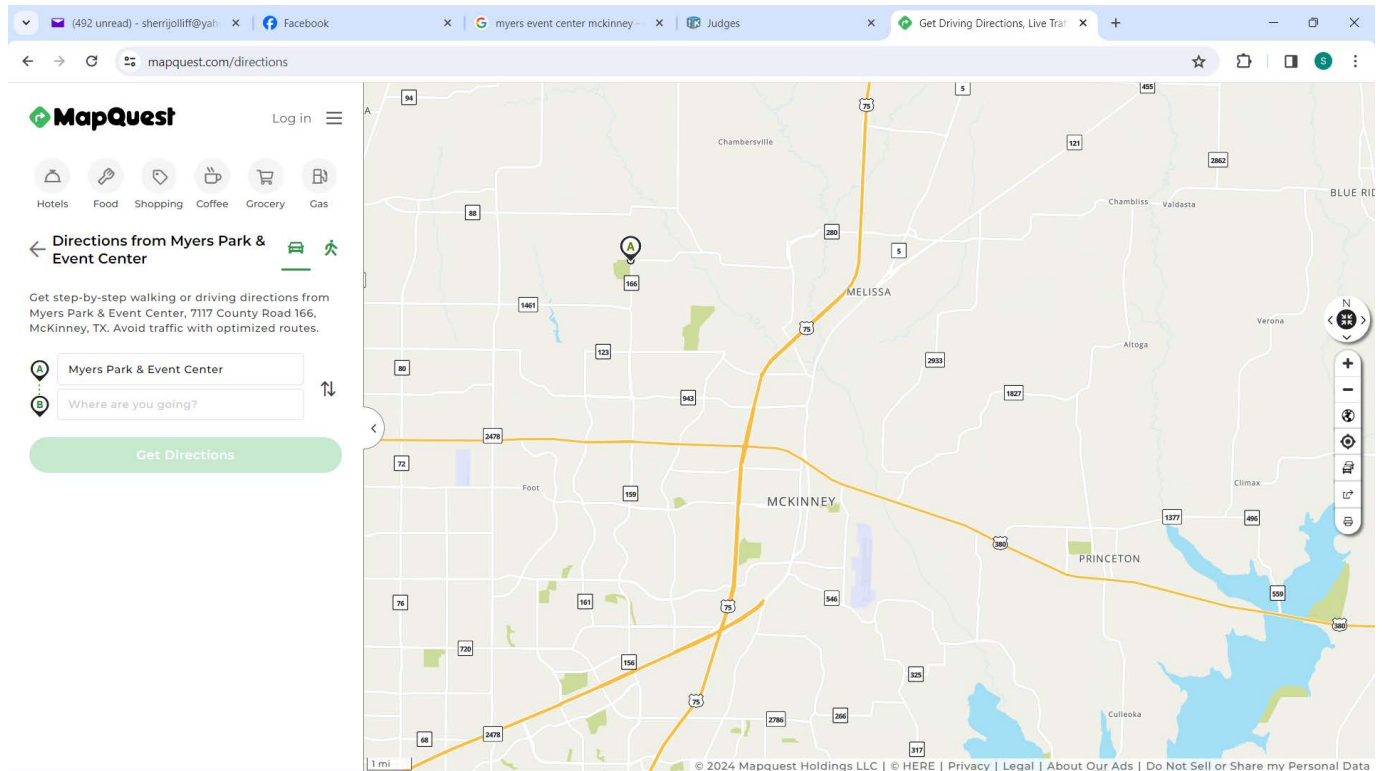 (492 unread) - sherrijolliff@yah
Facebook
myers event center mckinney -
Judges
Get Driving Directions, Live Traf
mapquest.com/directions
S
MapQuest
Log in
Hotels
Food
Shopping
Coffee
Grocery
Gas
Directions from Myers Park &
Event Center
Get step-by-step walking or driving directions from
Myers Park & Event Center, 7117 County Road 166,
McKinney, TX. Avoid traffic with optimized routes.
A
Myers Park & Event Center
B
Where are you going?
Get Directions
94
A
75
5
455
Chambersville
121
2862
BLUE RID
Chambliss
Valdasta
88
280
A
5
166
MELISSA
N
1461
75
Verona
123
Altoga
80
2933
943
1827
2478
72
Foot
159
MCKINNEY
Climax
1377
496
380
PRINCETON
76
161
75
546
559
380
720
156
325
75
2786
266
Culleoka
68
2478
317
1 mi
© 2024 Mapquest Holdings LLC | © HERE | Privacy | Legal | About Our Ads | Do Not Sell or Share my Personal Data